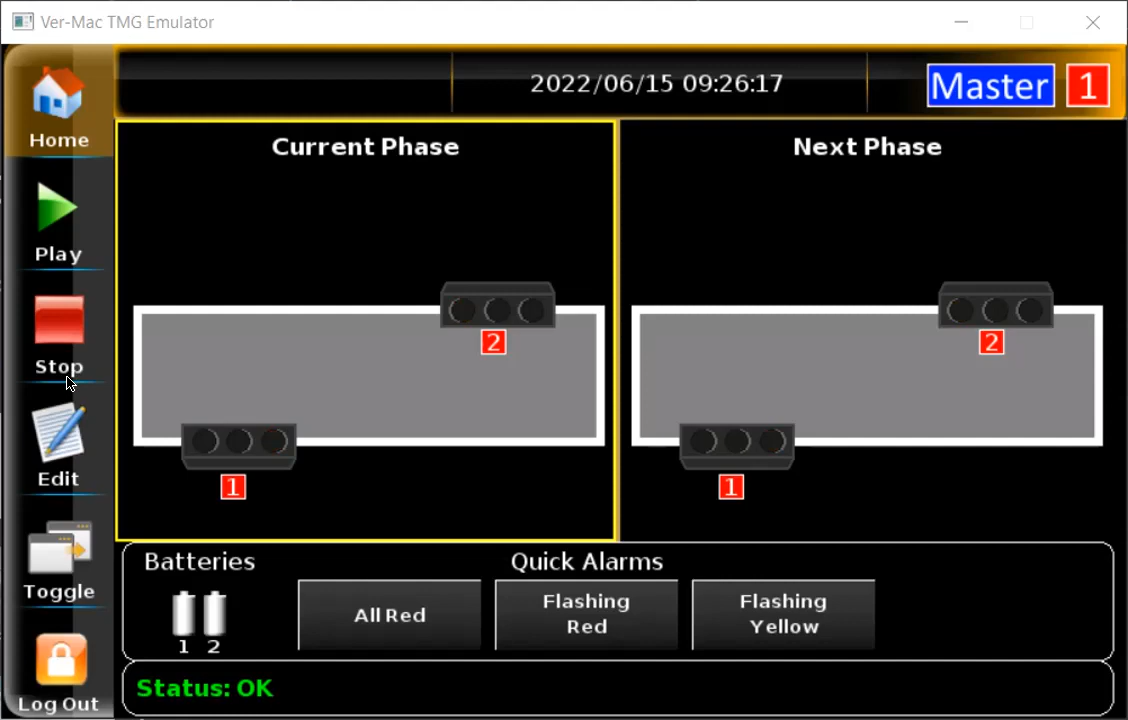 Ver-Mac TMG Emulator
2022/06/15 09:26:17
Master 1
Home
Play
Stop
Edit
Toggle
Log Out
Current Phase
2
1
Next Phase
2
1
Batteries
1 2
Quick Alarms
All Red
Flashing
Red
Flashing
Yellow
Status: OK